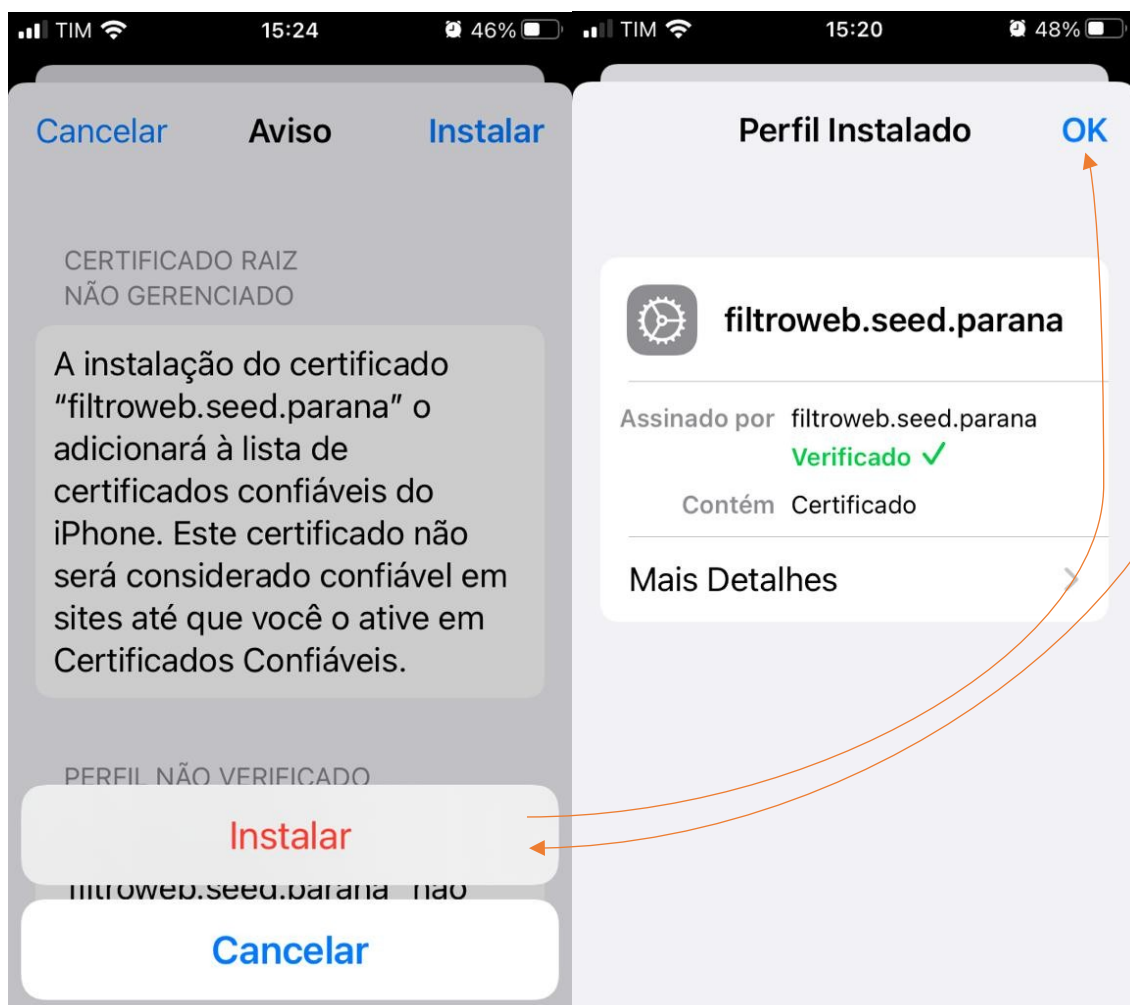 TIM 15:24 46%
Cancelar Aviso Instalar
CERTIFICADO RAIZ
NÃO GERENCIADO
A instalação do certificado
“filtroweb.seed.parana” o
adicionará à lista de
certificados confiáveis do
iPhone. Este certificado não
será considerado confiável em
sites até que você o ative em
Certificados Confiáveis.
PERFIL NÃO VERIFICADO
Instalar
filtroweb.seed.parana não
Cancelar
TIM 15:20 48%
Perfil Instalado OK
filtroweb.seed.parana
Assinado por filtroweb.seed.parana
Verificado ✓
Contém Certificado
Mais Detalhes